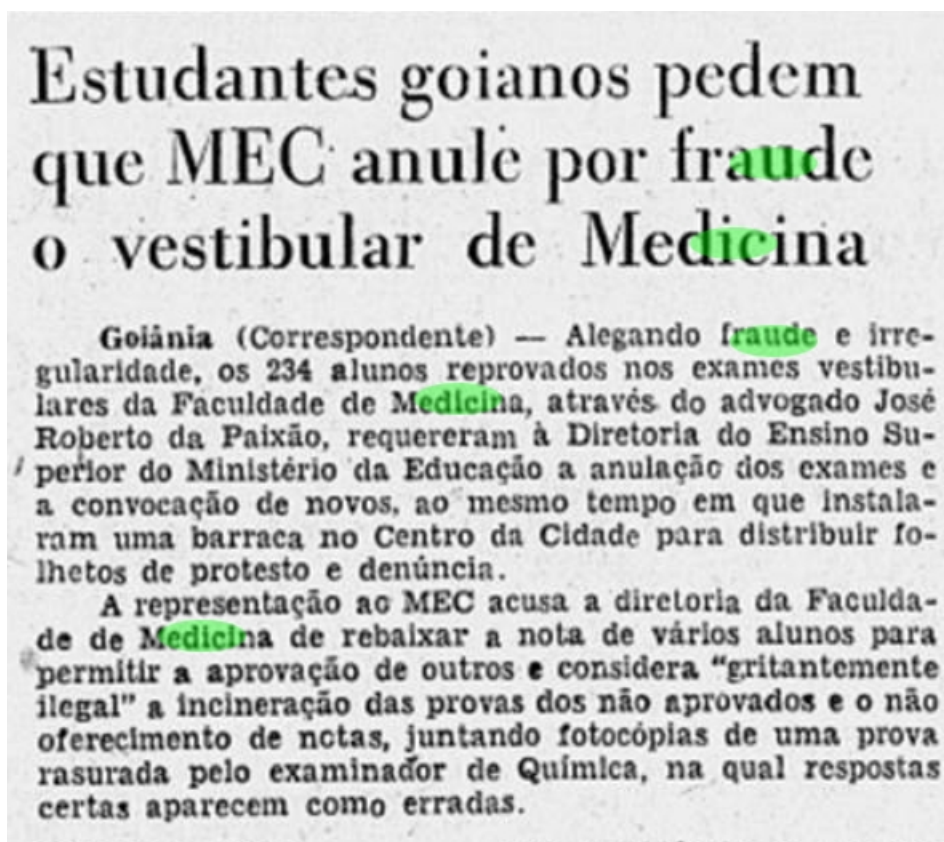 Estudantes goianos pedem
que MEC anule por fraude
o vestibular de Medicina
Goiânia (Correspondente) — Alegando fraude e irre-
gularidade, os 234 alunos reprovados nos exames vestibu-
lares da Faculdade de Medicina, através do advogado José
Roberto da Paixão, requereram à Diretoria do Ensino Su-
perior do Ministério da Educação a anulação dos exames e
a convocação de novos, ao mesmo tempo em que instala-
ram uma barraca no Centro da Cidade para distribuir fo-
lhetos de protesto e denúncia.
A representação ao MEC acusa a diretoria da Faculda-
de de Medicina de rebaixar a nota de vários alunos para
permitir a aprovação de outros e considera "gritantemente
ilegal" a incineração das provas dos não aprovados e o não
oferecimento de notas, juntando fotocópias de uma prova
rasurada pelo examinador de Química, na qual respostas
certas aparecem como erradas.